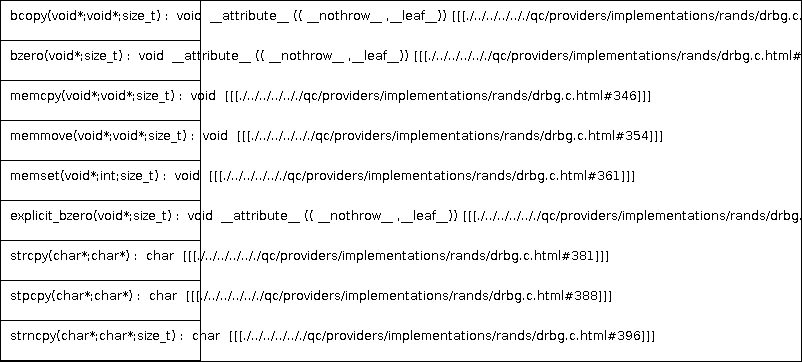 bcopy(void*;void*;size_t) : void __attribute__ (( __nothrow__ ,__leaf__)) [[[./../../../././qc/providers/implementations/rands/drbg.c.
bzero(void*;size_t) : void __attribute__ (( __nothrow__ ,__leaf__)) [[[./../../../././qc/providers/implementations/rands/drbg.c.html#
memcpy(void*;void*;size_t) : void [[[./../../../././qc/providers/implementations/rands/drbg.c.html#346]]]
memmove(void*;void*;size_t) : void [[[./../../../././qc/providers/implementations/rands/drbg.c.html#354]]]
memset(void*;int;size_t) : void [[[./../../../././qc/providers/implementations/rands/drbg.c.html#361]]]
explicit_bzero(void*;size_t) : void __attribute__ (( __nothrow__ ,__leaf__)) [[[./../../../././qc/providers/implementations/rands/drbg.
strcpy(char*;char*) : char [[[./../../../././qc/providers/implementations/rands/drbg.c.html#381]]]
stpcpy(char*;char*) : char [[[./../../../././qc/providers/implementations/rands/drbg.c.html#388]]]
strncpy(char*;char*;size_t) : char [[[./../../../././qc/providers/implementations/rands/drbg.c.html#396]]]